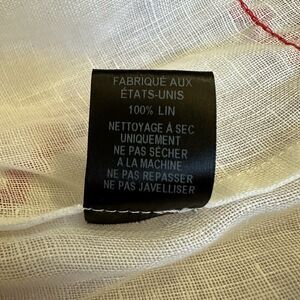 FABRIQUÉ AUX
ÉTATS-UNIS
100% LIN
NETTOYAGE À SEC
UNIQUEMENT
NE PAS SÉCHER
A LA MACHINE
NE PAS REPASSER
NE PAS JAVELLISER